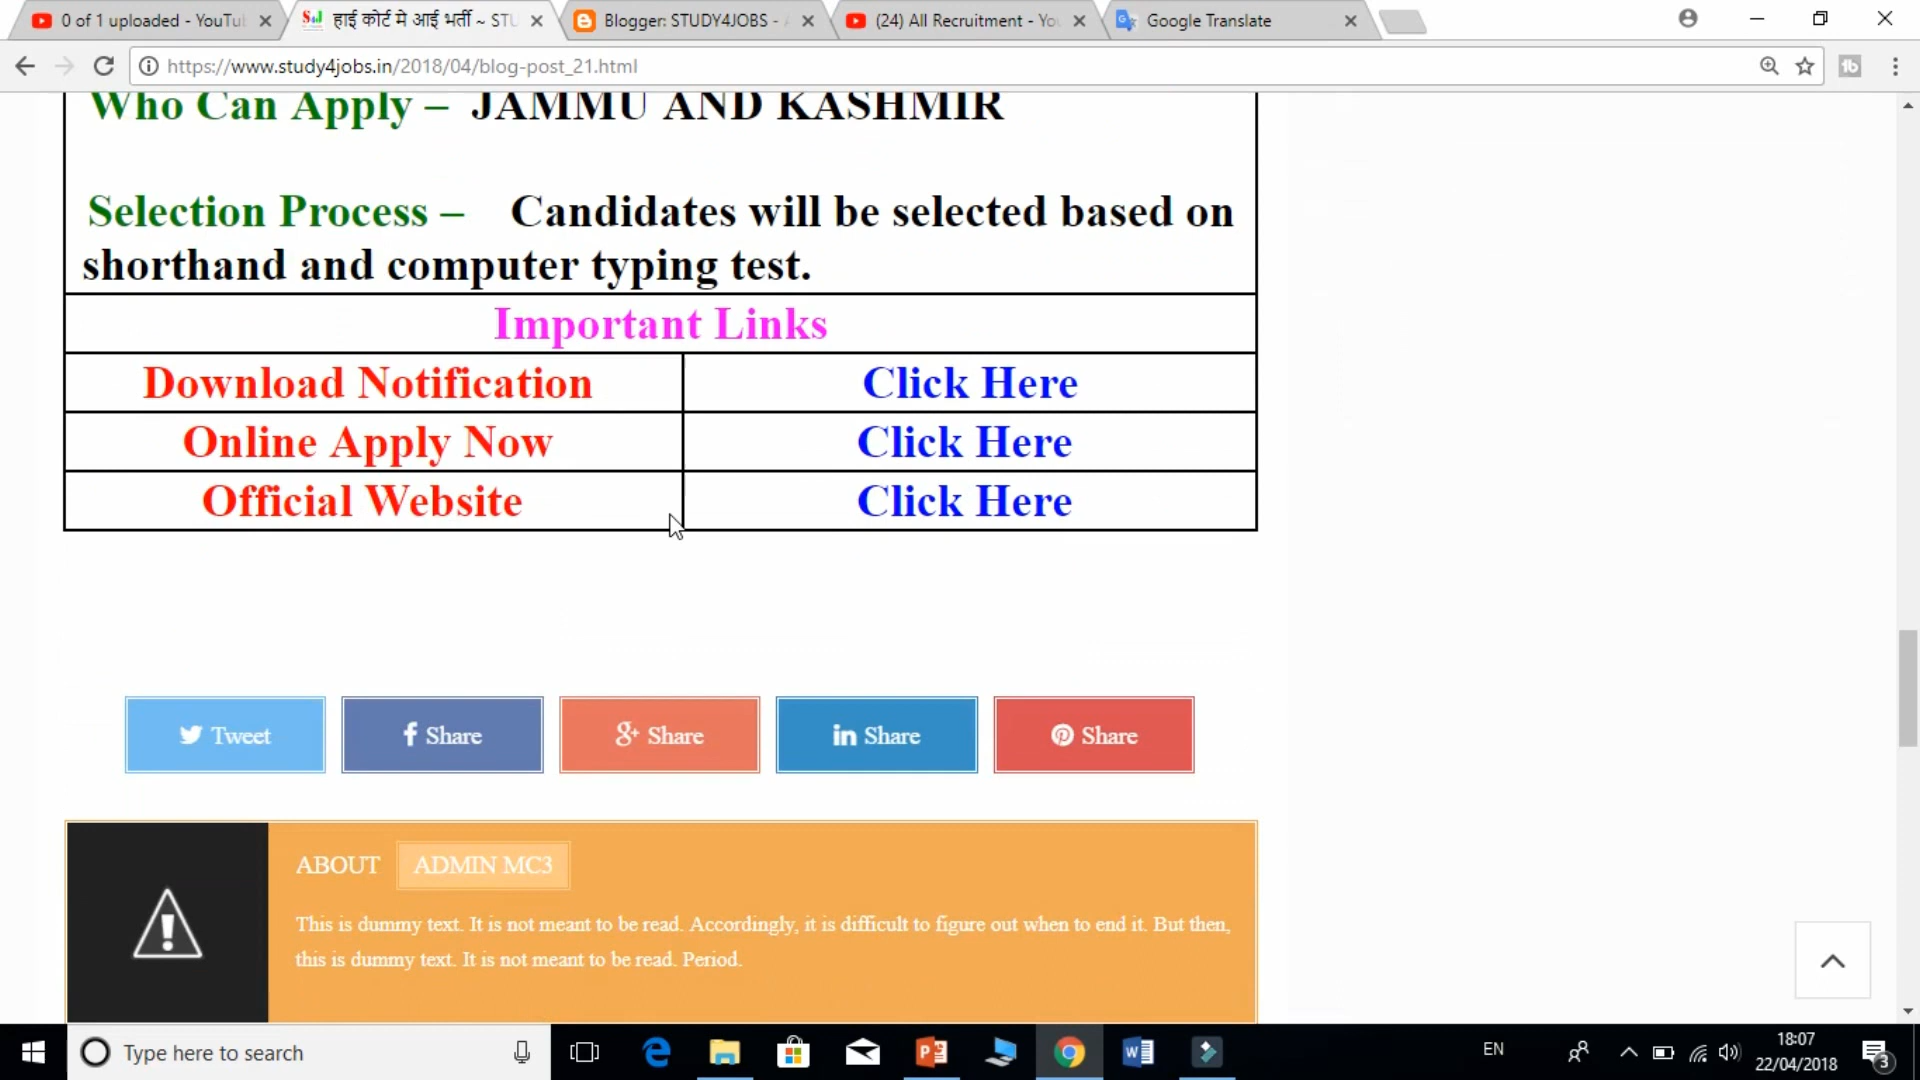 0 of 1 uploaded - YouTu
हाई कोर्ट मे आई भर्ती ~ STU
Blogger: STUDY4JOBS - A
(24) All Recruitment - Yo
Google Translate
https://www.study4jobs.in/2018/04/blog-post_21.html
Who Can Apply – JAMMU AND KASHMIR
Selection Process – Candidates will be selected based on
shorthand and computer typing test.
Important Links
Download Notification Click Here
Online Apply Now Click Here
Official Website Click Here
Tweet
Share
Share
Share
Share
ABOUT ADMIN MC3
This is dummy text. It is not meant to be read. Accordingly, it is difficult to figure out when to end it. But then,
this is dummy text. It is not meant to be read. Period.
Type here to search
EN
18:07
22/04/2018
3